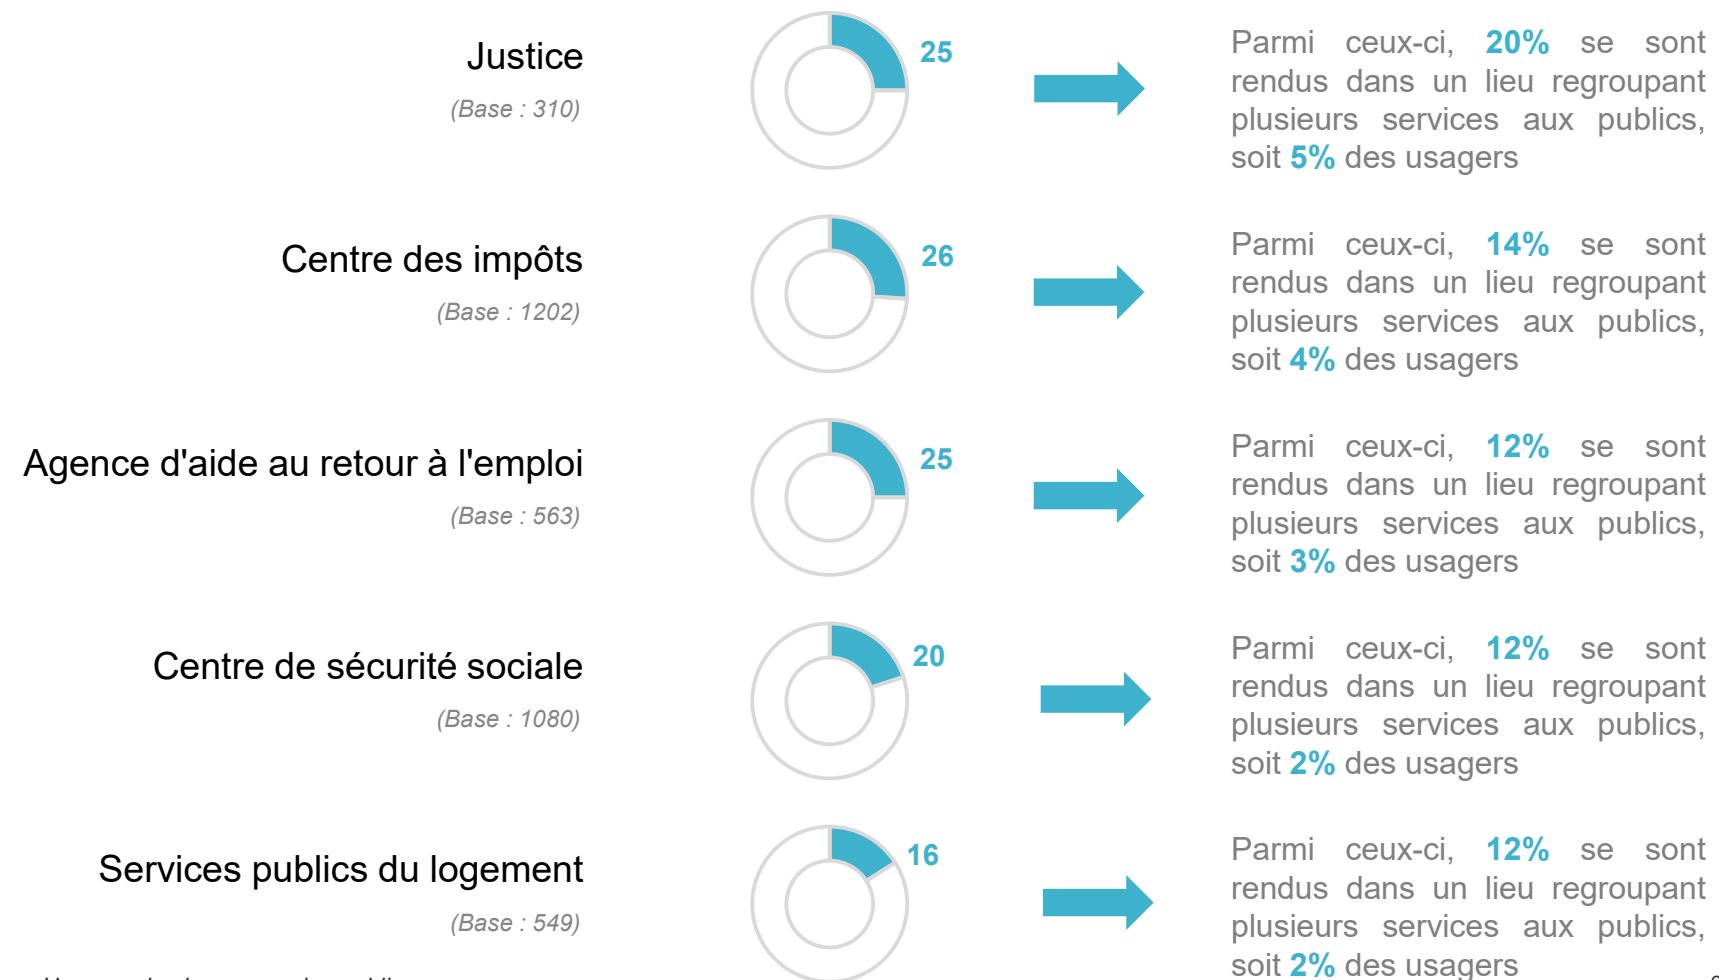 Justice
(Base : 310)
25
Parmi ceux-ci, 20% se sont
rendus dans un lieu regroupant
plusieurs services aux publics,
soit 5% des usagers
Centre des impôts
(Base : 1202)
26
Parmi ceux-ci, 14% se sont
rendus dans un lieu regroupant
plusieurs services aux publics,
soit 4% des usagers
Agence d'aide au retour à l'emploi
(Base : 563)
25
Parmi ceux-ci, 12% se sont
rendus dans un lieu regroupant
plusieurs services aux publics,
soit 3% des usagers
Centre de sécurité sociale
(Base : 1080)
20
Parmi ceux-ci, 12% se sont
rendus dans un lieu regroupant
plusieurs services aux publics,
soit 2% des usagers
Services publics du logement
(Base : 549)
16
Parmi ceux-ci, 12% se sont
rendus dans un lieu regroupant
plusieurs services aux publics,
soit 2% des usagers